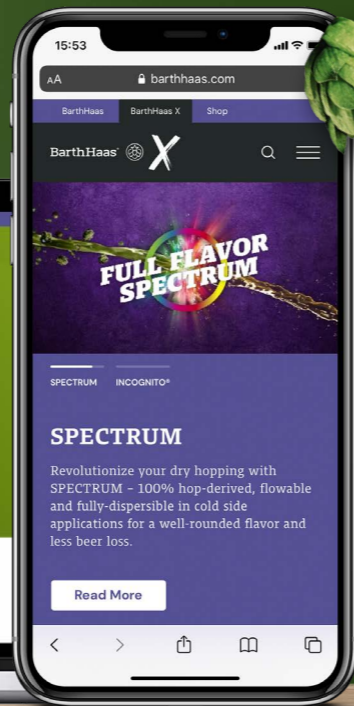 15:53
AA
barthhaas.com
BarthHaas BarthHaas X Shop
BarthHaas® X
FULL FLAVOR
SPECTRUM
SPECTRUM INCOGNITO®
SPECTRUM
Revolutionize your dry hopping with
SPECTRUM – 100% hop-derived, flowable
and fully-dispersible in cold side
applications for a well-rounded flavor and
less beer loss.
Read More